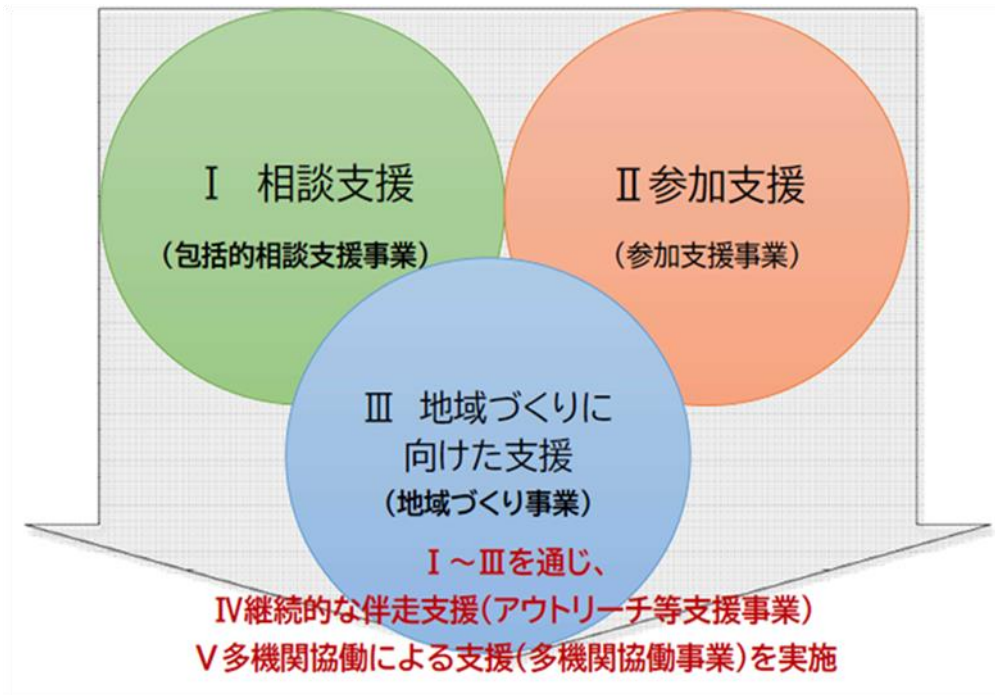 Ⅰ　相談支援
（包括的相談支援事業）
Ⅱ参加支援
（参加支援事業）
Ⅲ　地域づくりに
向けた支援
（地域づくり事業）
Ⅰ～Ⅲを通じ、
Ⅳ継続的な伴走支援（アウトリーチ等支援事業）
Ⅴ多機関協働による支援（多機関協働事業）を実施